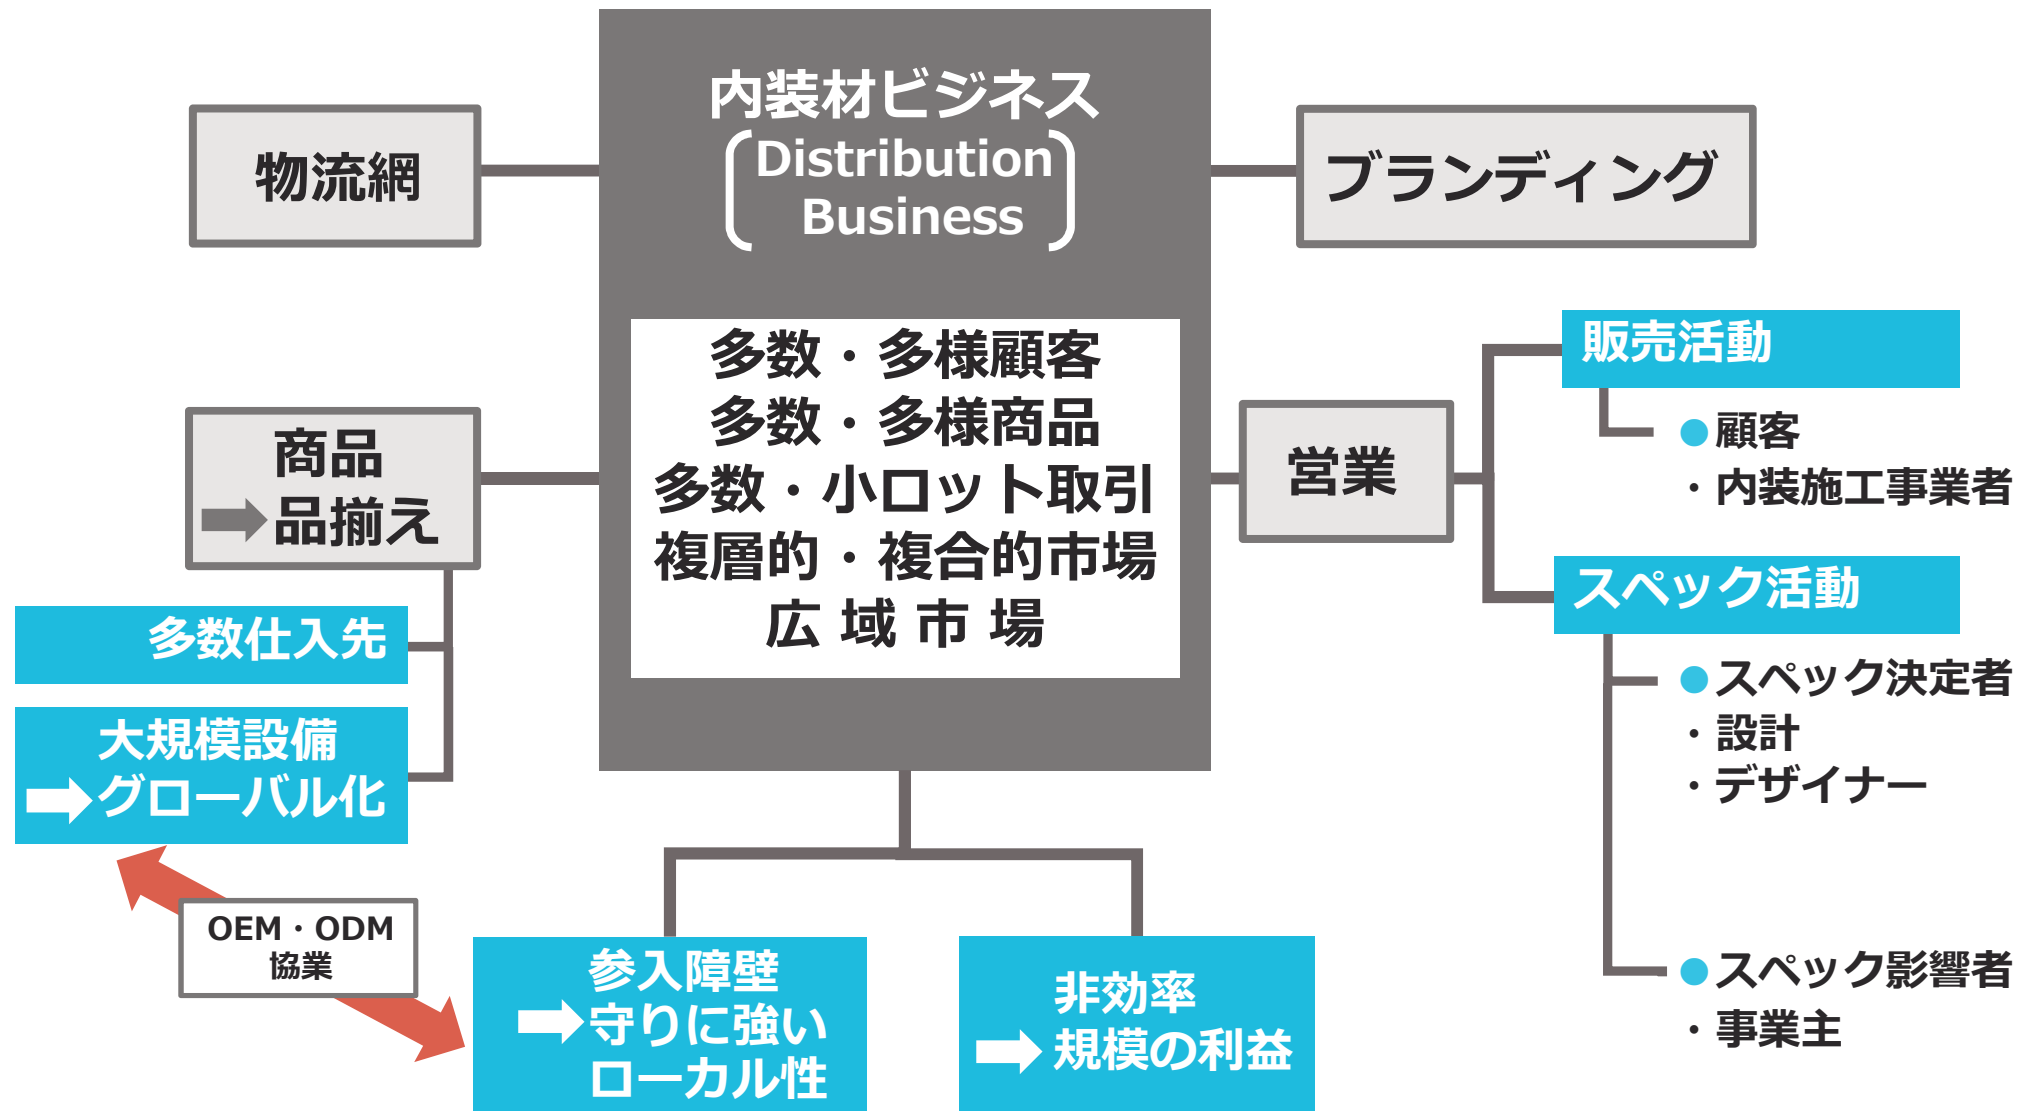 内装材ビジネス
Distribution
Business
物流網
ブランディング
多数・多様顧客
多数・多様商品
多数・小ロット取引
複層的・複合的市場
広域市場
商品
品揃え
多数仕入先
大規模設備
グローバル化
OEM・ODM
協業
参入障壁
守りに強い
ローカル性
非効率
規模の利益
営業
販売活動
●顧客
・内装施工事業者
スペック活動
●スペック決定者
・設計
・デザイナー
●スペック影響者
・事業主